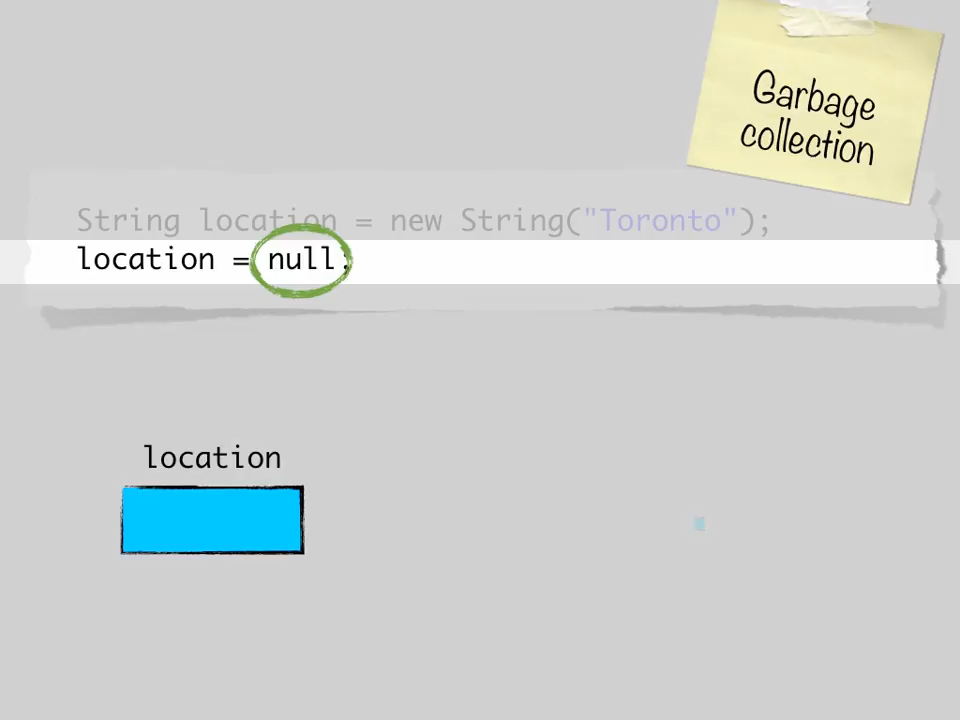 Garbage
collection
String location = new String("Toronto");
location = null;
location